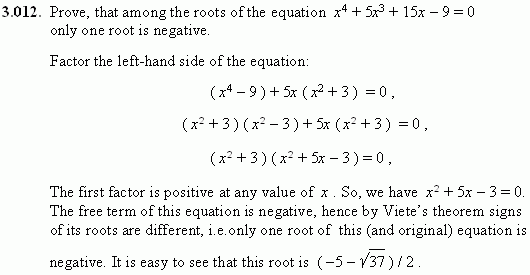 3.012. Prove, that among the roots of the equation x⁴ + 5x³ + 15x – 9 = 0
only one root is negative.
Factor the left-hand side of the equation:
( x⁴ – 9 ) + 5x ( x² + 3 ) = 0 ,
( x² + 3 ) ( x² – 3 ) + 5x ( x² + 3 ) = 0 ,
( x² + 3 ) ( x² + 5x – 3 ) = 0 ,
The first factor is positive at any value of x . So, we have x² + 5x – 3 = 0.
The free term of this equation is negative, hence by Viete's theorem signs
of its roots are different, i.e.only one root of this (and original) equation is
negative. It is easy to see that this root is (–5 – √37 ) / 2 .